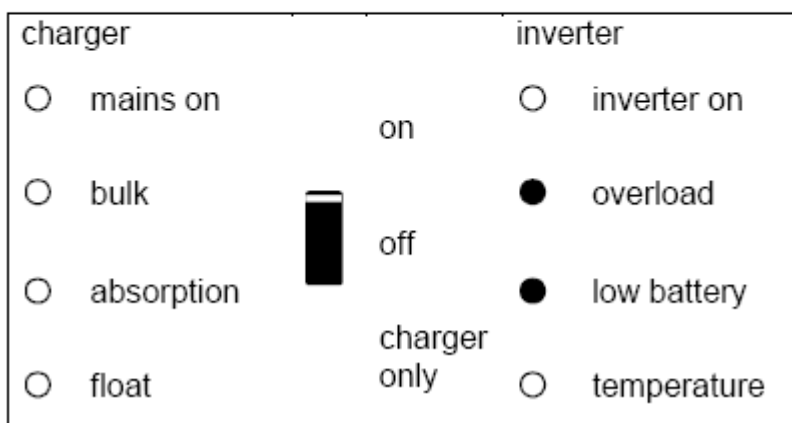 charger
inverter
mains on
inverter on
on
bulk
overload
off
absorption
low battery
charger
only
float
temperature